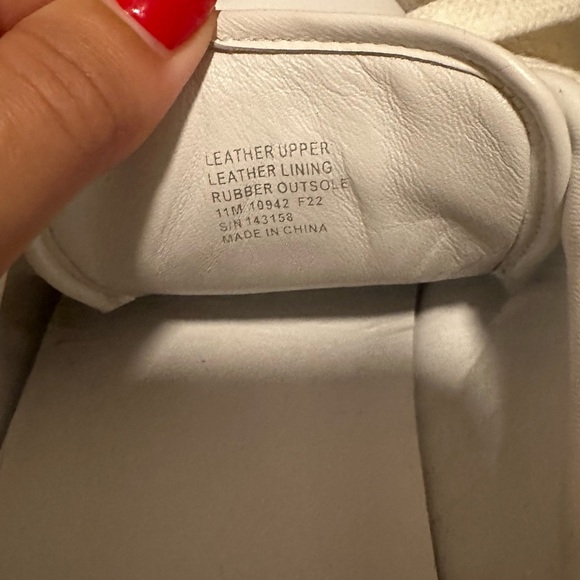 LEATHER UPPER
LEATHER LINING
RUBBER OUTSOLE
11M 10942 F22
S/N 143158
MADE IN CHINA